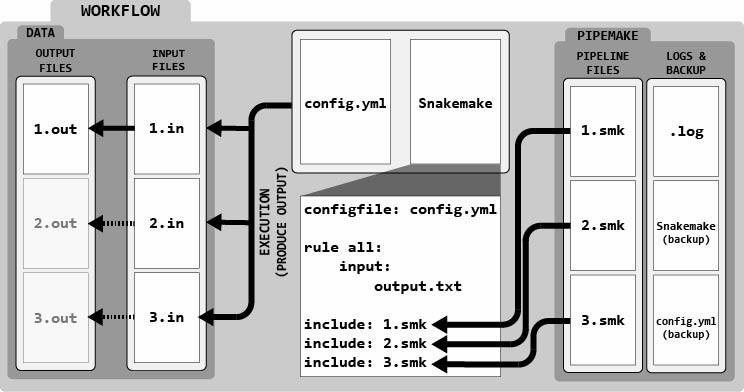 WORKFLOW
DATA
OUTPUT
FILES
INPUT
FILES
1.out
1.in
2.out
2.in
3.out
3.in
EXECUTION
(PRODUCE OUTPUT)
config.yml
Snakemake
configfile: config.yml
rule all:
input:
output.txt
include: 1.smk
include: 2.smk
include: 3.smk
PIPEMAKE
PIPELINE
FILES
LOGS &
BACKUP
1.smk
.log
2.smk
Snakemake
(backup)
3.smk
config.yml
(backup)